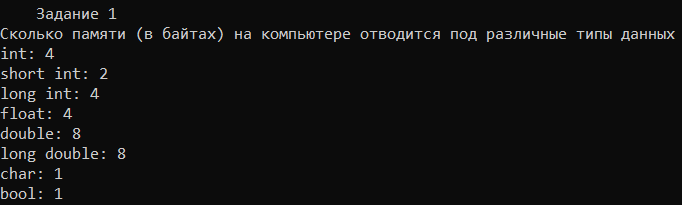 Задание 1
Сколько памяти (в байтах) на компьютере отводится под различные типы данных
int: 4
short int: 2
long int: 4
float: 4
double: 8
long double: 8
char: 1
bool: 1